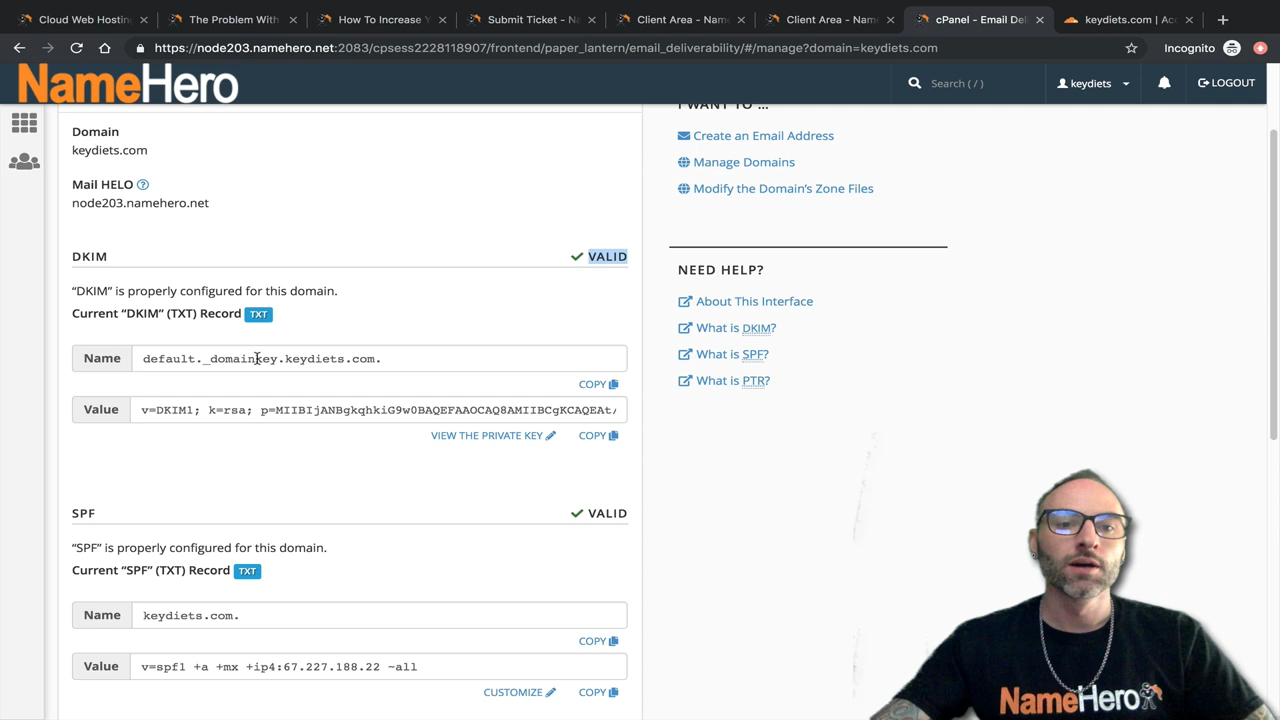 Cloud Web Hosting
The Problem With
How To Increase Y
Submit Ticket - Na
Client Area - Name
Client Area - Name
cPanel - Email Deli
keydiets.com | Acc
https://node203.namehero.net:2083/cpsess2228118907/frontend/paper_lantern/email_deliverability/#/manage?domain=keydiets.com
Incognito
NameHero
Search ( / )
keydiets
LOGOUT
Domain
keydiets.com
Mail HELO
node203.namehero.net
DKIM
VALID
“DKIM” is properly configured for this domain.
Current “DKIM” (TXT) Record TXT
Name default._domainkey.keydiets.com.
COPY
Value v=DKIM1; k=rsa; p=MIIBIjANBgkqhkiG9w0BAQEFAAOCAQ8AMIIBCgKCAQEAt/
VIEW THE PRIVATE KEY COPY
SPF
VALID
“SPF” is properly configured for this domain.
Current “SPF” (TXT) Record TXT
Name keydiets.com.
COPY
Value v=spf1 +a +mx +ip4:67.227.188.22 ~all
CUSTOMIZE COPY
I WANT TO ...
Create an Email Address
Manage Domains
Modify the Domain’s Zone Files
NEED HELP?
About This Interface
What is DKIM?
What is SPF?
What is PTR?
NameHero